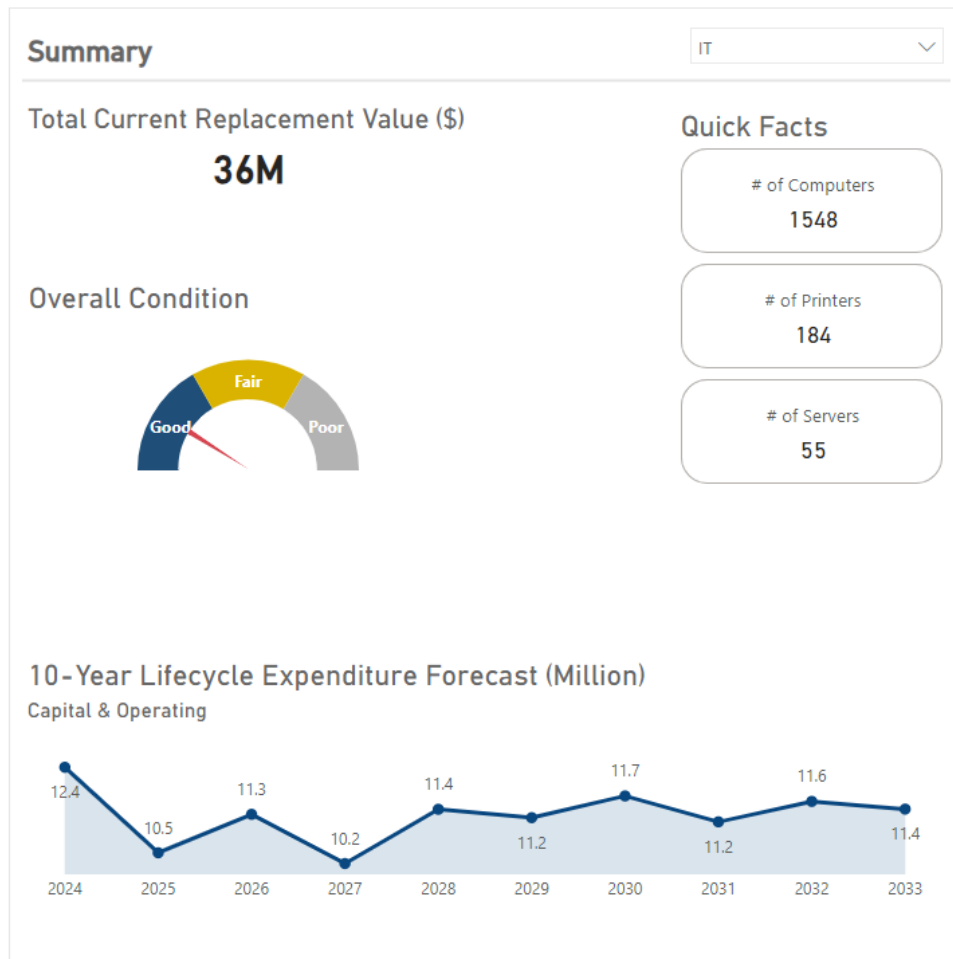 Summary
IT
Total Current Replacement Value ($)
36M
Quick Facts
# of Computers
1548
# of Printers
184
# of Servers
55
Overall Condition
Good
Fair
Poor
10-Year Lifecycle Expenditure Forecast (Million)
Capital & Operating
12.4
10.5
11.3
10.2
11.4
11.2
11.7
11.2
11.6
11.4
2024 2025 2026 2027 2028 2029 2030 2031 2032 2033